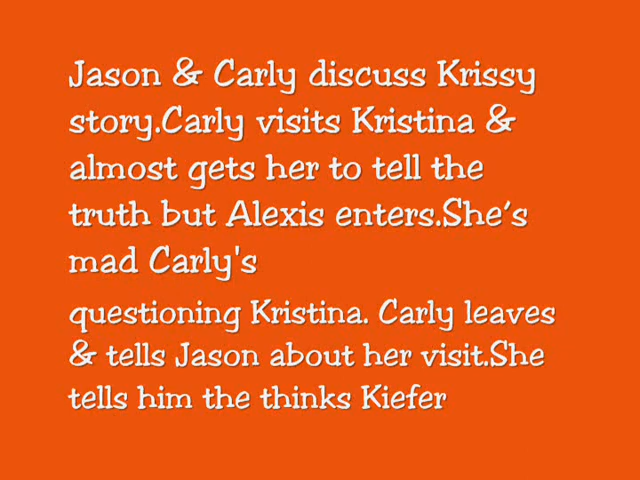 Jason & Carly discuss Krissy
story.Carly visits Kristina &
almost gets her to tell the
truth but Alexis enters.She's
mad Carly's
questioning Kristina. Carly leaves
& tells Jason about her visit.She
tells him the thinks Kiefer